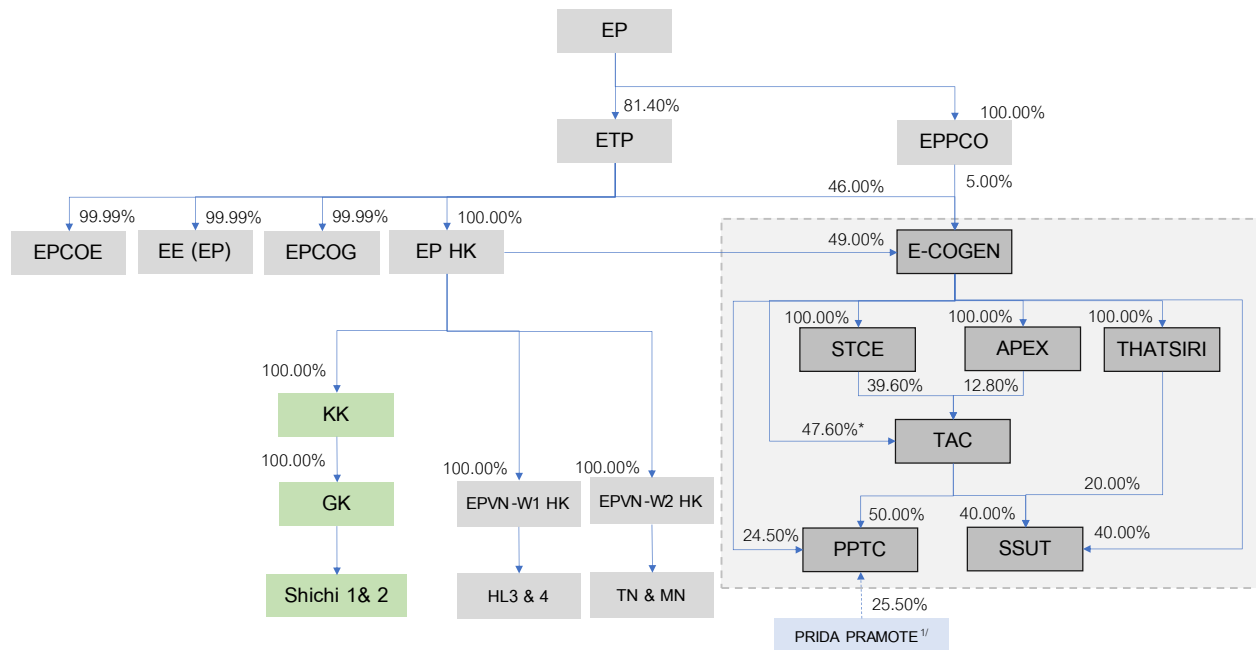 EP
81.40%
100.00%
ETP
EPPCO
46.00%
5.00%
99.99%
99.99%
99.99%
100.00%
EPCOE
EE (EP)
EPCOG
EP HK
49.00%
E-COGEN
100.00%
100.00%
100.00%
STCE
APEX
THATSIRI
100.00%
39.60%
12.80%
KK
47.60%*
TAC
100.00%
100.00%
100.00%
20.00%
GK
EPVN-W1 HK
EPVN-W2 HK
50.00%
40.00%
24.50%
40.00%
PPTC
SSUT
Shichi 1& 2
HL3 & 4
TN & MN
25.50%
PRIDA PRAMOTE 1/